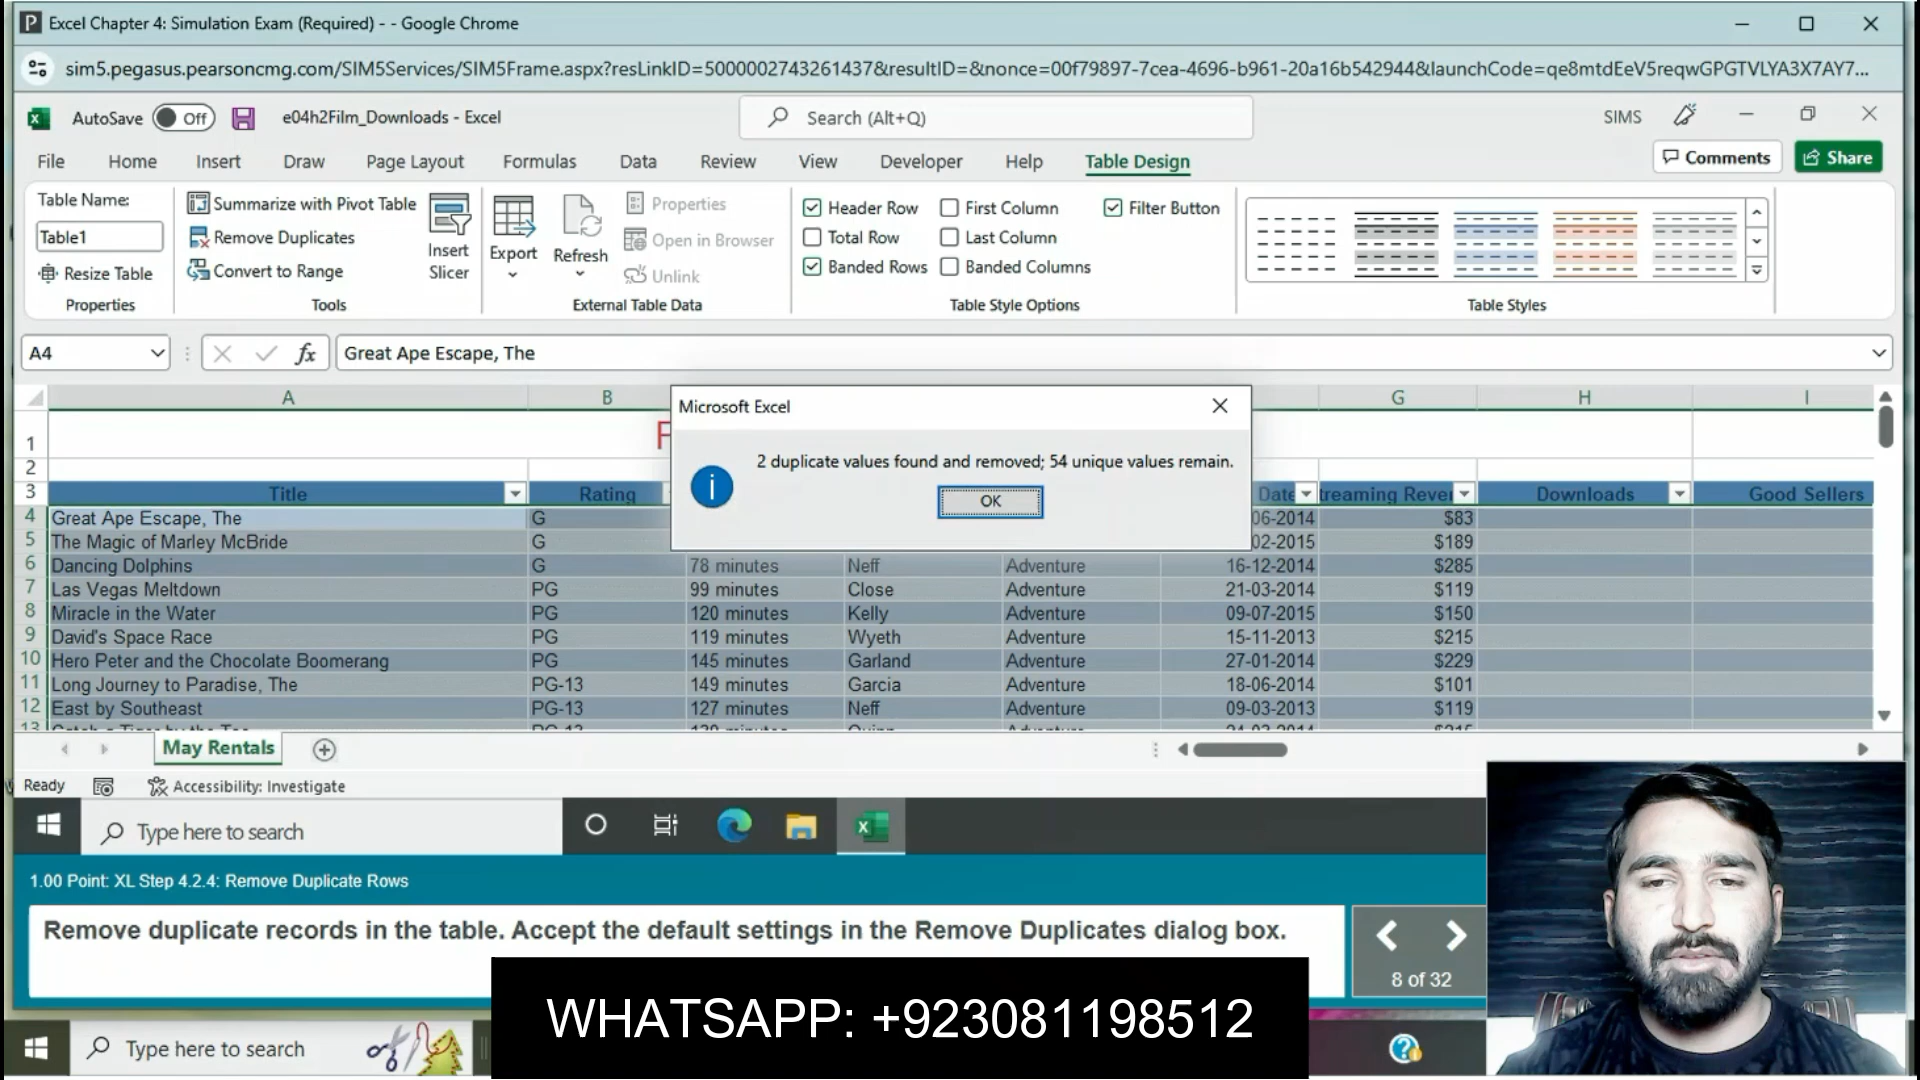 Excel Chapter 4: Simulation Exam (Required) - - Google Chrome
sim5.pegasus.pearsoncmg.com/SIM5Services/SIM5Frame.aspx?resLinkID=5000002743261437&resultID=&nonce=00f79897-7cea-4696-b961-20a16b542944&launchCode=qe8mtdEeV5reqwGPGTVLYA3X7AY7...
AutoSave Off e04h2Film_Downloads - Excel Search (Alt+Q) SIMS
File Home Insert Draw Page Layout Formulas Data Review View Developer Help Table Design Comments Share
Table Name:
Table1
Resize Table
Properties
Summarize with Pivot Table
Remove Duplicates
Convert to Range
Insert Slicer
Tools
Export
Refresh
Properties
Open in Browser
Unlink
External Table Data
Header Row First Column Filter Button
Total Row Last Column
Banded Rows Banded Columns
Table Style Options
Table Styles
A4 fx Great Ape Escape, The
A B G H I
1 F
2
3 Title Rating Date treaming Reve Downloads Good Sellers
4 Great Ape Escape, The G 06-2014 $83
5 The Magic of Marley McBride G 02-2015 $189
6 Dancing Dolphins G 78 minutes Neff Adventure 16-12-2014 $285
7 Las Vegas Meltdown PG 99 minutes Close Adventure 21-03-2014 $119
8 Miracle in the Water PG 120 minutes Kelly Adventure 09-07-2015 $150
9 David's Space Race PG 119 minutes Wyeth Adventure 15-11-2013 $215
10 Hero Peter and the Chocolate Boomerang PG 145 minutes Garland Adventure 27-01-2014 $229
11 Long Journey to Paradise, The PG-13 149 minutes Garcia Adventure 18-06-2014 $101
12 East by Southeast PG-13 127 minutes Neff Adventure 09-03-2013 $119
13
Microsoft Excel
2 duplicate values found and removed; 54 unique values remain.
OK
May Rentals
Ready Accessibility: Investigate
Type here to search
1.00 Point: XL Step 4.2.4: Remove Duplicate Rows
Remove duplicate records in the table. Accept the default settings in the Remove Duplicates dialog box.
8 of 32
WHATSAPP: +923081198512
Type here to search